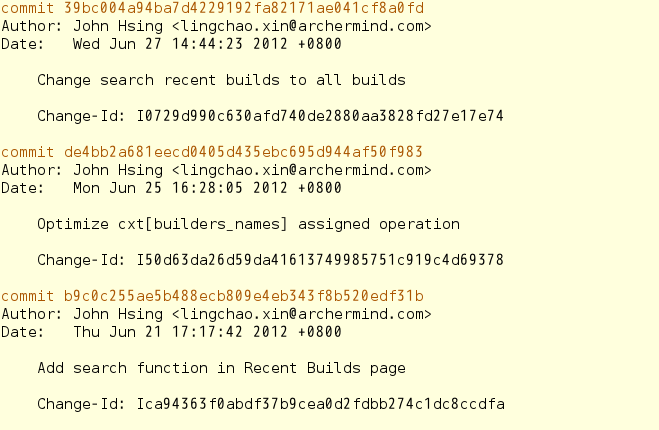 commit 39bc004a94ba7d4229192fa82171ae041cf8a0fd
Author: John Hsing <lingchao.xin@archermind.com>
Date:   Wed Jun 27 14:44:23 2012 +0800
Change search recent builds to all builds
Change-Id: I0729d990c630afd740de2880aa3828fd27e17e74
commit de4bb2a681eecd0405d435ebc695d944af50f983
Author: John Hsing <lingchao.xin@archermind.com>
Date:   Mon Jun 25 16:28:05 2012 +0800
Optimize cxt[builders_names] assigned operation
Change-Id: I50d63da26d59da41613749985751c919c4d69378
commit b9c0c255ae5b488ecb809e4eb343f8b520edf31b
Author: John Hsing <lingchao.xin@archermind.com>
Date:   Thu Jun 21 17:17:42 2012 +0800
Add search function in Recent Builds page
Change-Id: Ica94363f0abdf37b9cea0d2fdbb274c1dc8ccdfa